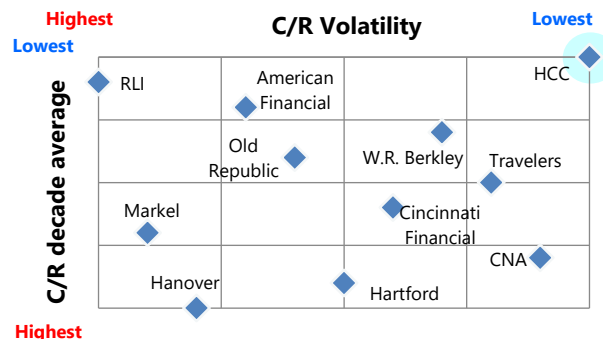 Highest
C/R Volatility
Lowest
Lowest
C/R decade average
RLI
American
Financial
HCC
Old
Republic
W.R. Berkley
Travelers
Markel
Cincinnati
Financial
CNA
Hanover
Hartford
Highest